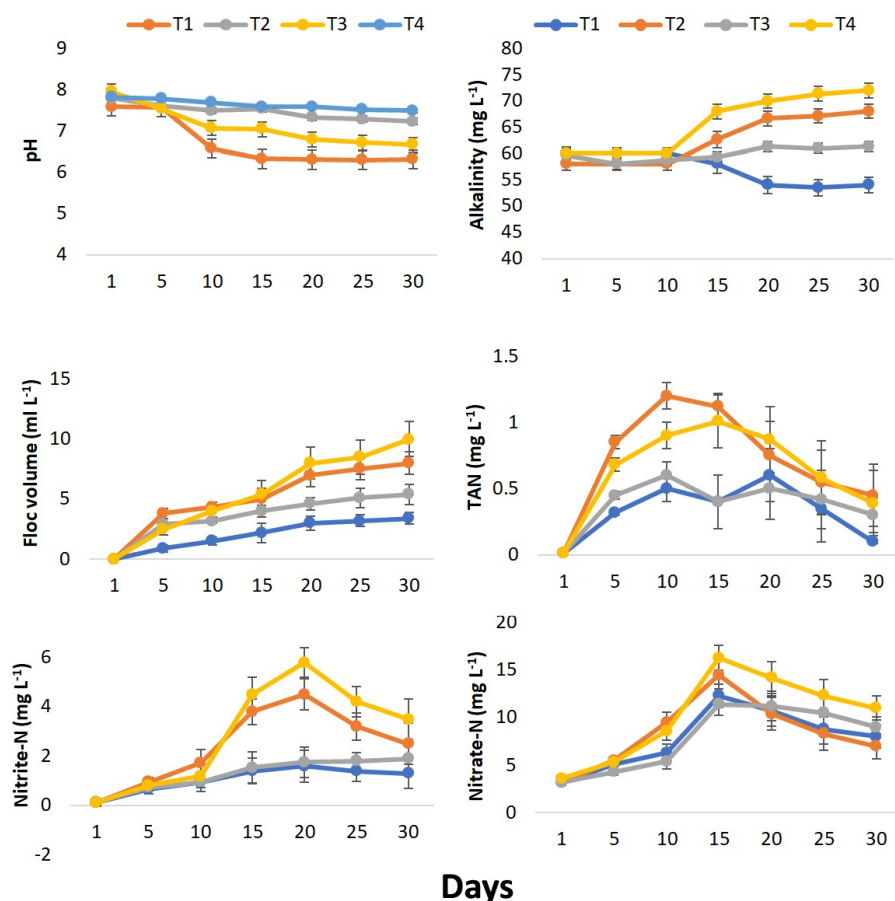 T1 T2 T3 T4
pH
9
8
7
6
5
4
1 5 10 15 20 25 30
T1 T2 T3 T4
Alkalinity (mg L⁻¹)
80
75
70
65
60
55
50
45
40
1 5 10 15 20 25 30
Floc volume (ml L⁻¹)
15
10
5
0
1 5 10 15 20 25 30
TAN (mg L⁻¹)
1.5
1
0.5
0
1 5 10 15 20 25 30
Nitrite-N (mg L⁻¹)
6
4
2
0
-2
1 5 10 15 20 25 30
Nitrate-N (mg L⁻¹)
20
15
10
5
0
1 5 10 15 20 25 30
Days